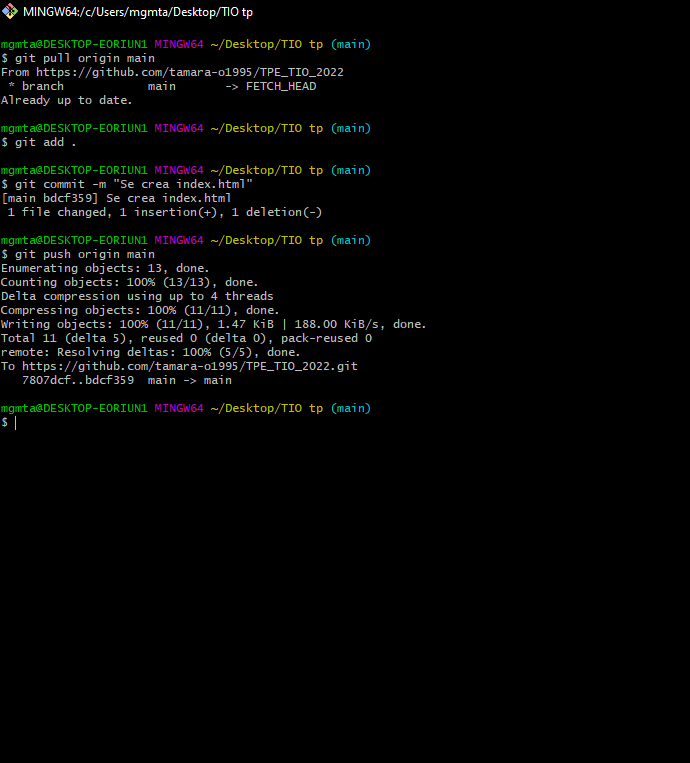 MINGW64:/c/Users/mgmta/Desktop/TIO tp
mgmta@DESKTOP-EORIUN1 MINGW64 ~/Desktop/TIO tp (main)
$ git pull origin main
From https://github.com/tamara-o1995/TPE_TIO_2022
 * branch            main       -> FETCH_HEAD
Already up to date.
mgmta@DESKTOP-EORIUN1 MINGW64 ~/Desktop/TIO tp (main)
$ git add .
mgmta@DESKTOP-EORIUN1 MINGW64 ~/Desktop/TIO tp (main)
$ git commit -m "Se crea index.html"
[main bdcf359] Se crea index.html
 1 file changed, 1 insertion(+), 1 deletion(-)
mgmta@DESKTOP-EORIUN1 MINGW64 ~/Desktop/TIO tp (main)
$ git push origin main
Enumerating objects: 13, done.
Counting objects: 100% (13/13), done.
Delta compression using up to 4 threads
Compressing objects: 100% (11/11), done.
Writing objects: 100% (11/11), 1.47 KiB | 188.00 KiB/s, done.
Total 11 (delta 5), reused 0 (delta 0), pack-reused 0
remote: Resolving deltas: 100% (5/5), done.
To https://github.com/tamara-o1995/TPE_TIO_2022.git
   7807dcf..bdcf359  main -> main
mgmta@DESKTOP-EORIUN1 MINGW64 ~/Desktop/TIO tp (main)
$